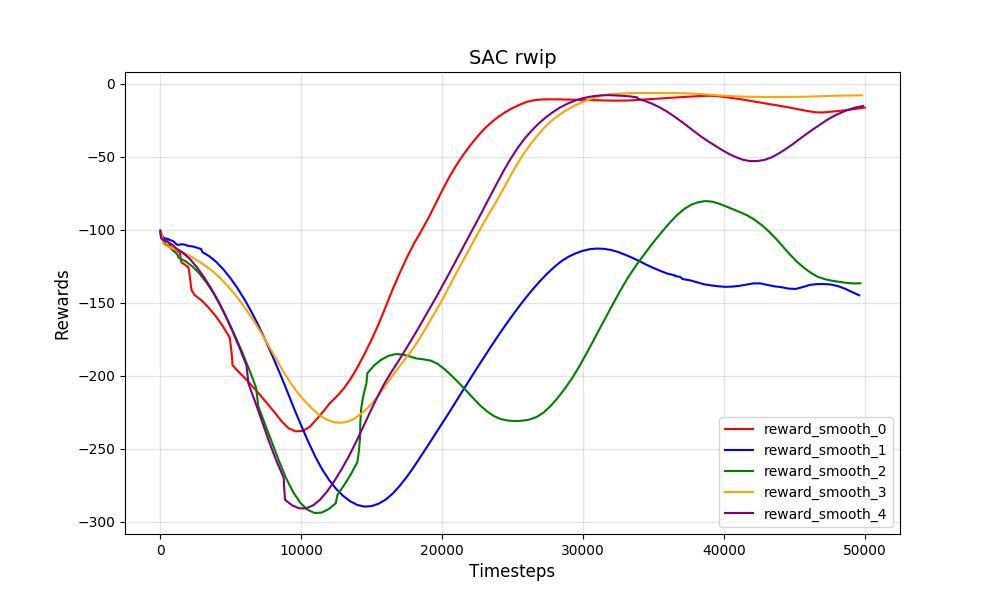 SAC rwip
Rewards
0
−50
−100
−150
−200
−250
−300
0
10000
20000
30000
40000
50000
Timesteps
reward_smooth_0
reward_smooth_1
reward_smooth_2
reward_smooth_3
reward_smooth_4